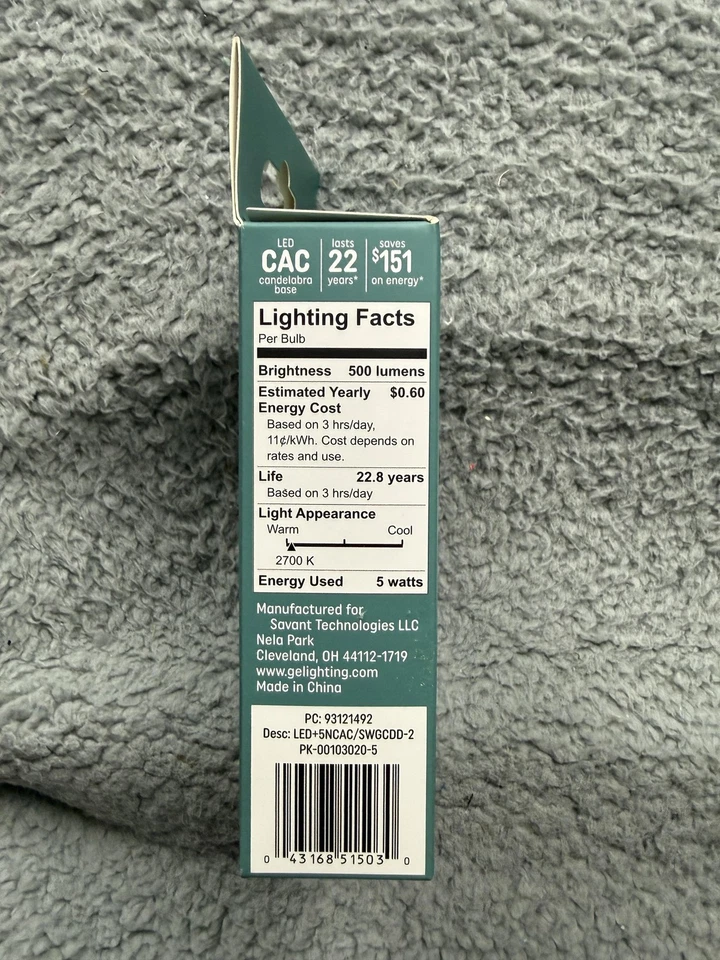 LED
CAC
candelabra
base
lasts
22
years*
saves
$151
on energy*
Lighting Facts
Per Bulb
Brightness 500 lumens
Estimated Yearly $0.60
Energy Cost
Based on 3 hrs/day,
11¢/kWh. Cost depends on
rates and use.
Life 22.8 years
Based on 3 hrs/day
Light Appearance
Warm Cool
2700 K
Energy Used 5 watts
Manufactured for
Savant Technologies LLC
Nela Park
Cleveland, OH 44112-1719
www.gelighting.com
Made in China
PC: 93121492
Desc: LED+5NCAC/SWGCDD-2
PK-00103020-5
0 43168 51503 0